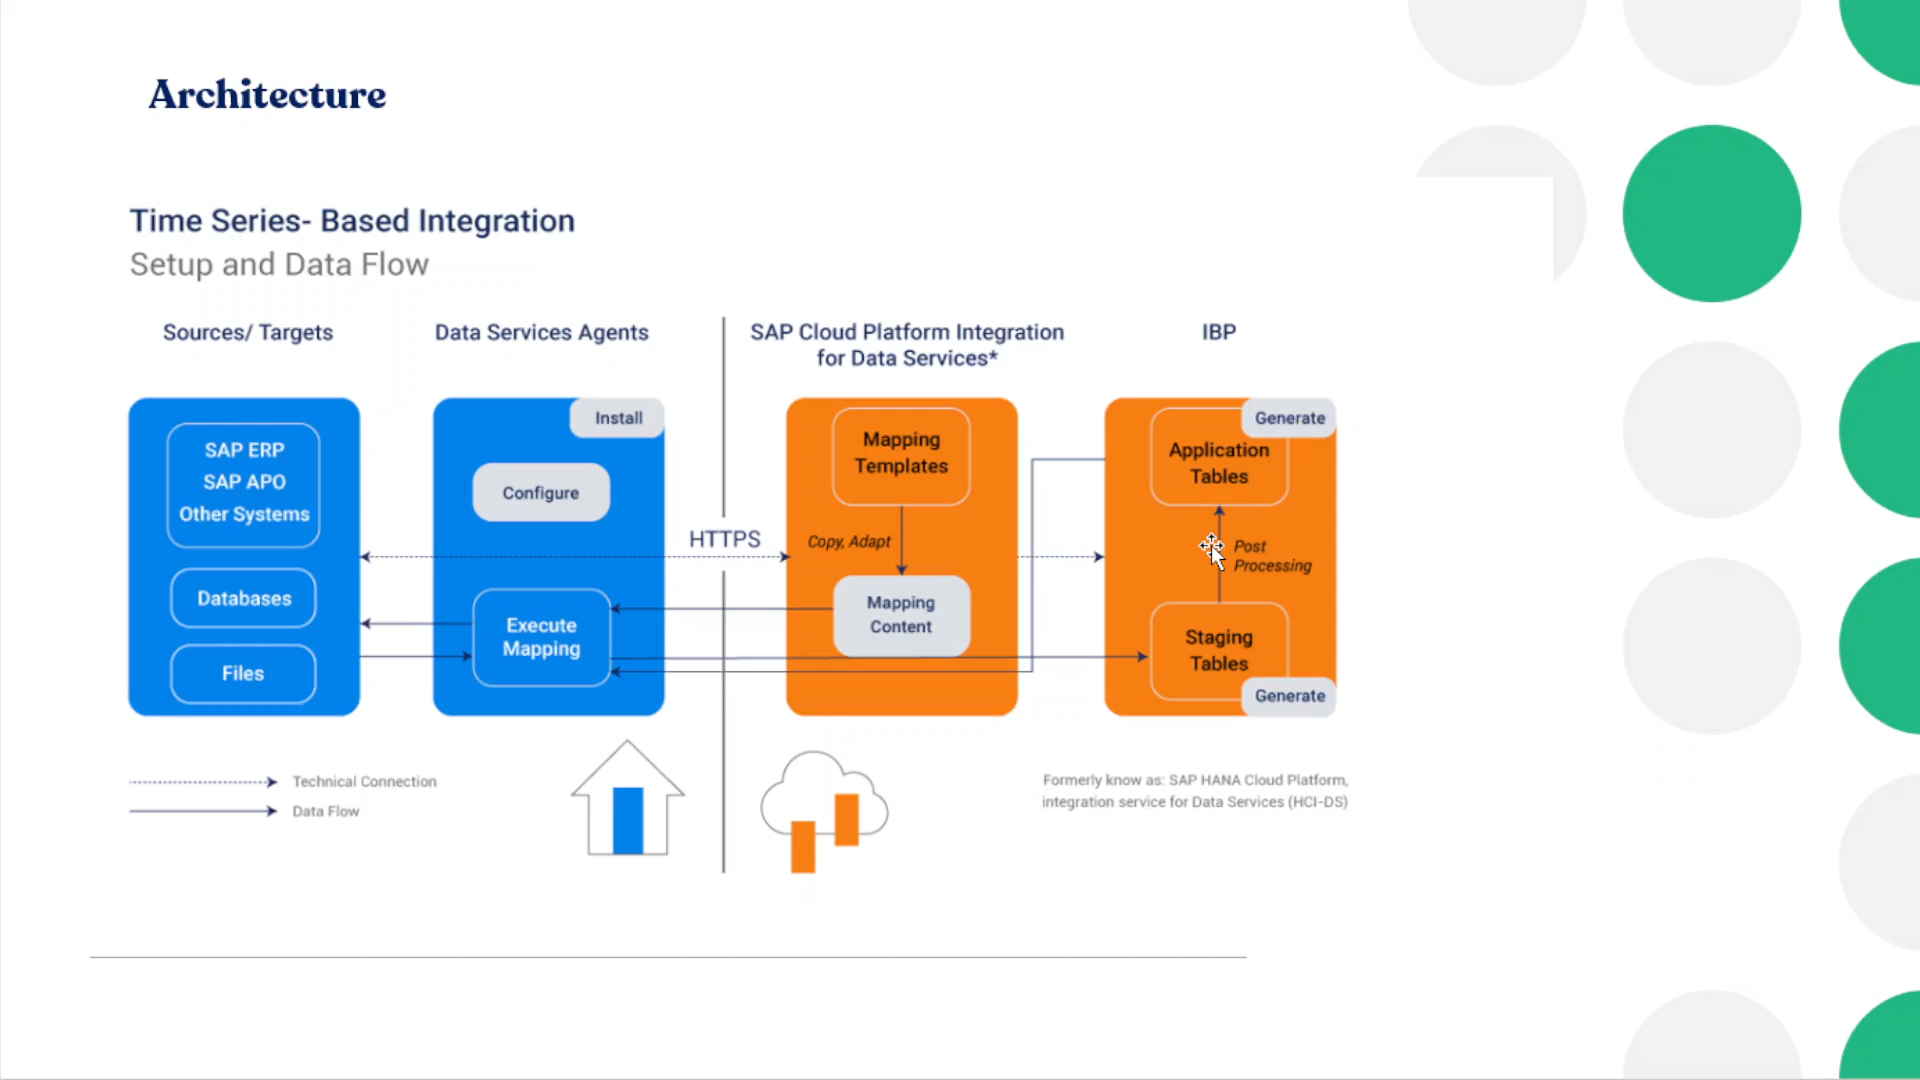 Architecture
Time Series- Based Integration
Setup and Data Flow
Sources/ Targets
Data Services Agents
SAP Cloud Platform Integration
for Data Services*
IBP
SAP ERP
SAP APO
Other Systems
Databases
Files
Install
Configure
Execute
Mapping
HTTPS
Mapping
Templates
Copy, Adapt
Mapping
Content
Generate
Application
Tables
Post
Processing
Staging
Tables
Generate
Technical Connection
Data Flow
Formerly know as: SAP HANA Cloud Platform,
integration service for Data Services (HCI-DS)